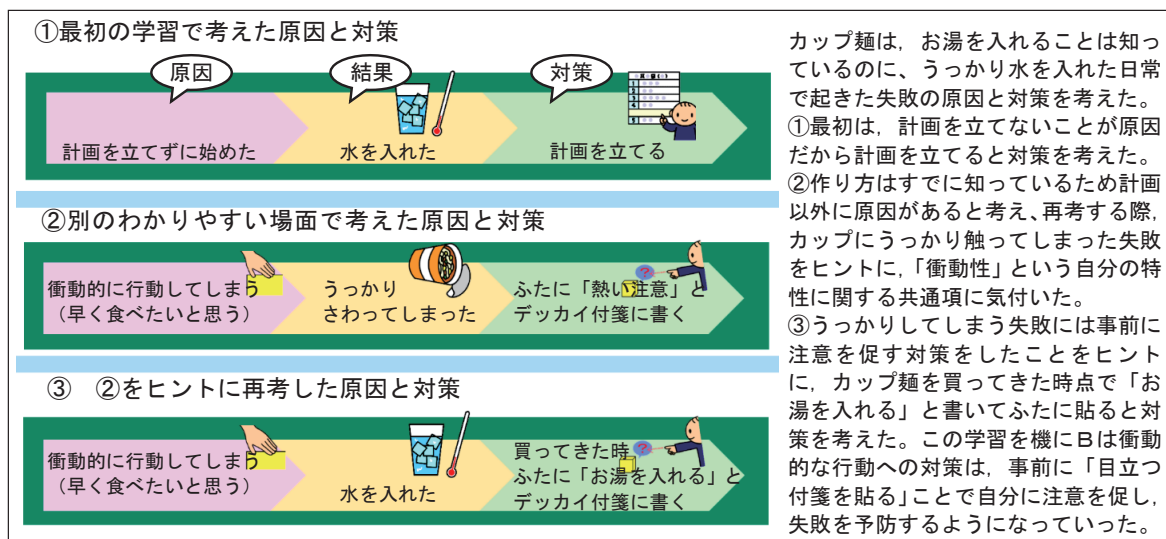 ①最初の学習で考えた原因と対策
原因
結果
対策
計画を立てずに始めた
水を入れた
計画を立てる
②別のわかりやすい場面で考えた原因と対策
衝動的に行動してしまう
（早く食べたいと思う）
うっかり
さわってしまった
?
ふたに「熱い注意」と
デッカイ付箋に書く
③　②をヒントに再考した原因と対策
衝動的に行動してしまう
（早く食べたいと思う）
水を入れた
?
買ってきた時
ふたに「お湯を入れる」と
デッカイ付箋に書く
カップ麺は，お湯を入れることは知っ
ているのに、うっかり水を入れた日常
で起きた失敗の原因と対策を考えた。
①最初は，計画を立てないことが原因
だから計画を立てると対策を考えた。
②作り方はすでに知っているため計画
以外に原因があると考え、再考する際，
カップにうっかり触ってしまった失敗
をヒントに，「衝動性」という自分の特
性に関する共通項に気付いた。
③うっかりしてしまう失敗には事前に
注意を促す対策をしたことをヒント
に，カップ麺を買ってきた時点で「お
湯を入れる」と書いてふたに貼ると対
策を考えた。この学習を機にＢは衝動
的な行動への対策は，事前に「目立つ
付箋を貼る」ことで自分に注意を促し，
失敗を予防するようになっていった。